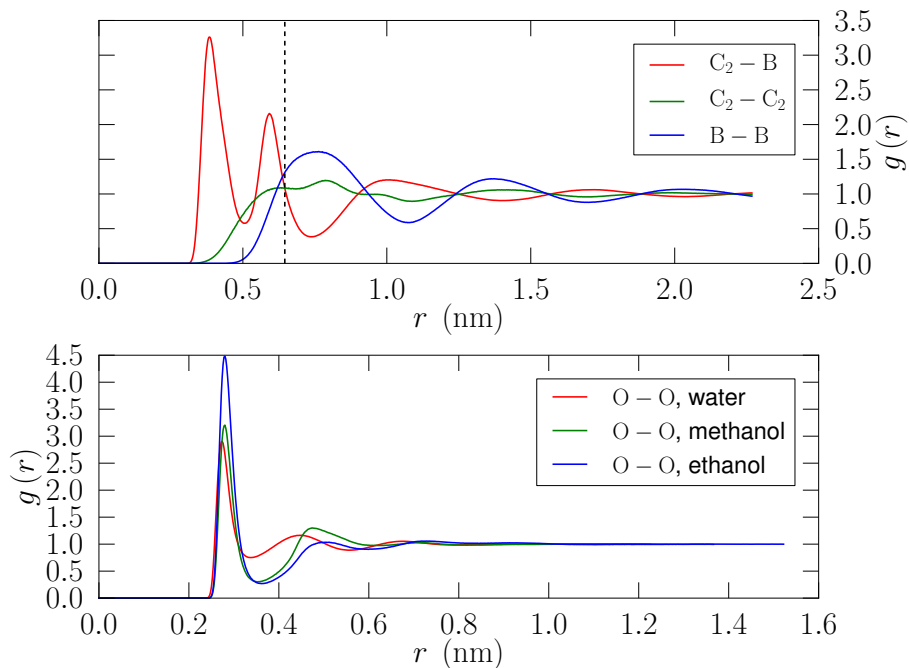 3.5
3.0
2.5
2.0
1.5
1.0
0.5
0.0
g (r)
C₂ – B
C₂ – C₂
B – B
0.0 0.5 1.0 1.5 2.0 2.5
r (nm)
4.5
4.0
3.5
3.0
2.5
2.0
1.5
1.0
0.5
0.0
g (r)
O – O, water
O – O, methanol
O – O, ethanol
0.0 0.2 0.4 0.6 0.8 1.0 1.2 1.4 1.6
r (nm)